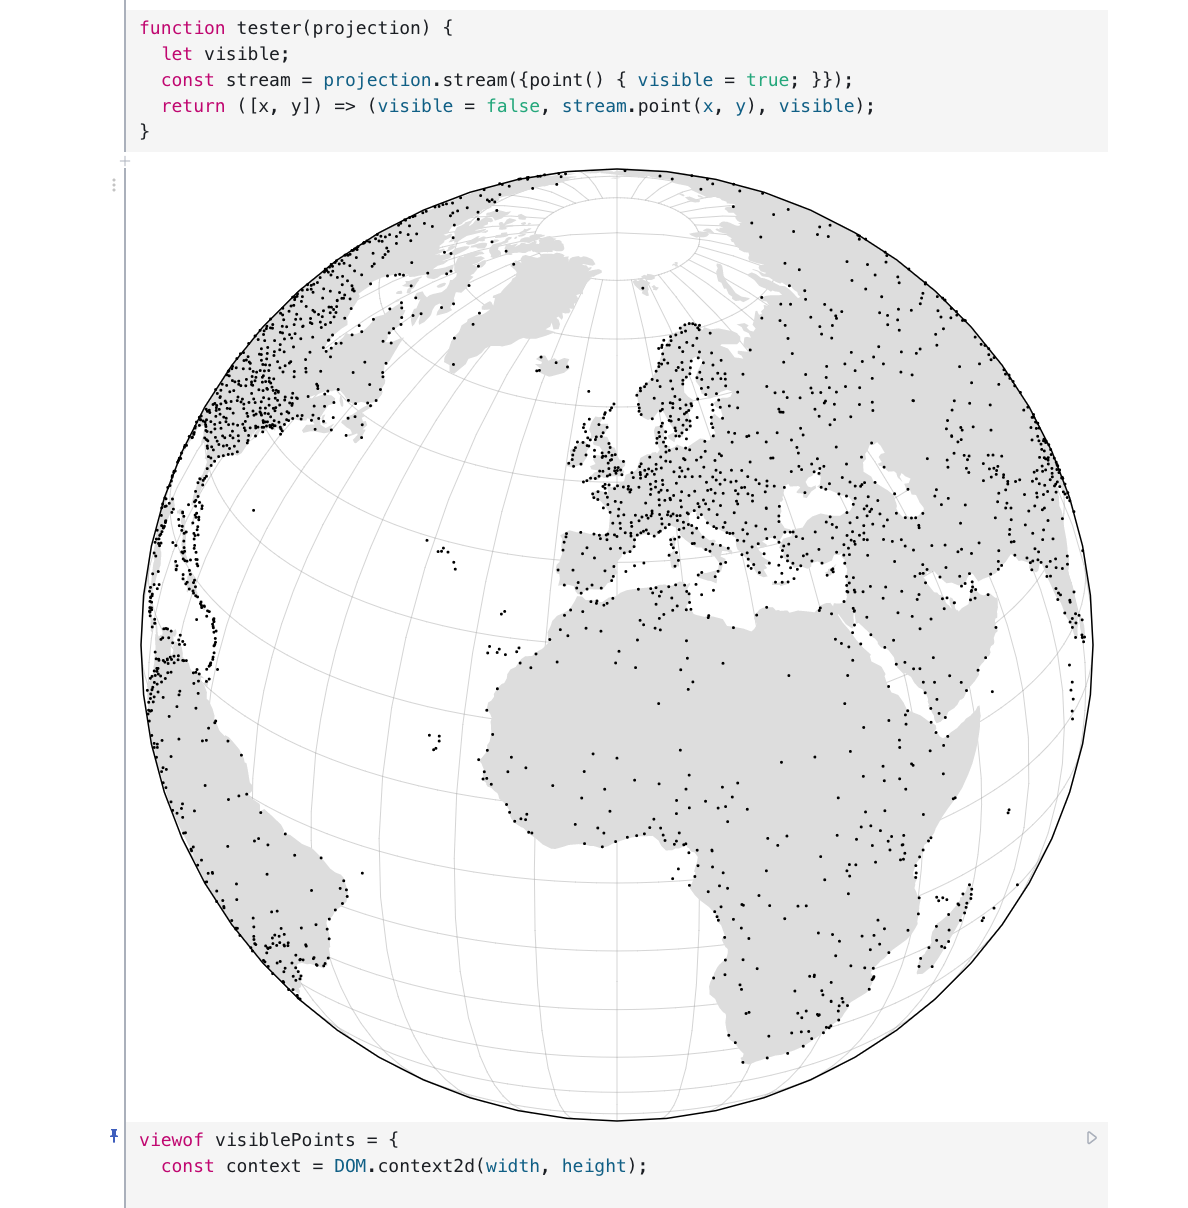 function tester(projection) {
  let visible;
  const stream = projection.stream({point() { visible = true; }});
  return ([x, y]) => (visible = false, stream.point(x, y), visible);
}
viewof visiblePoints = {
  const context = DOM.context2d(width, height);